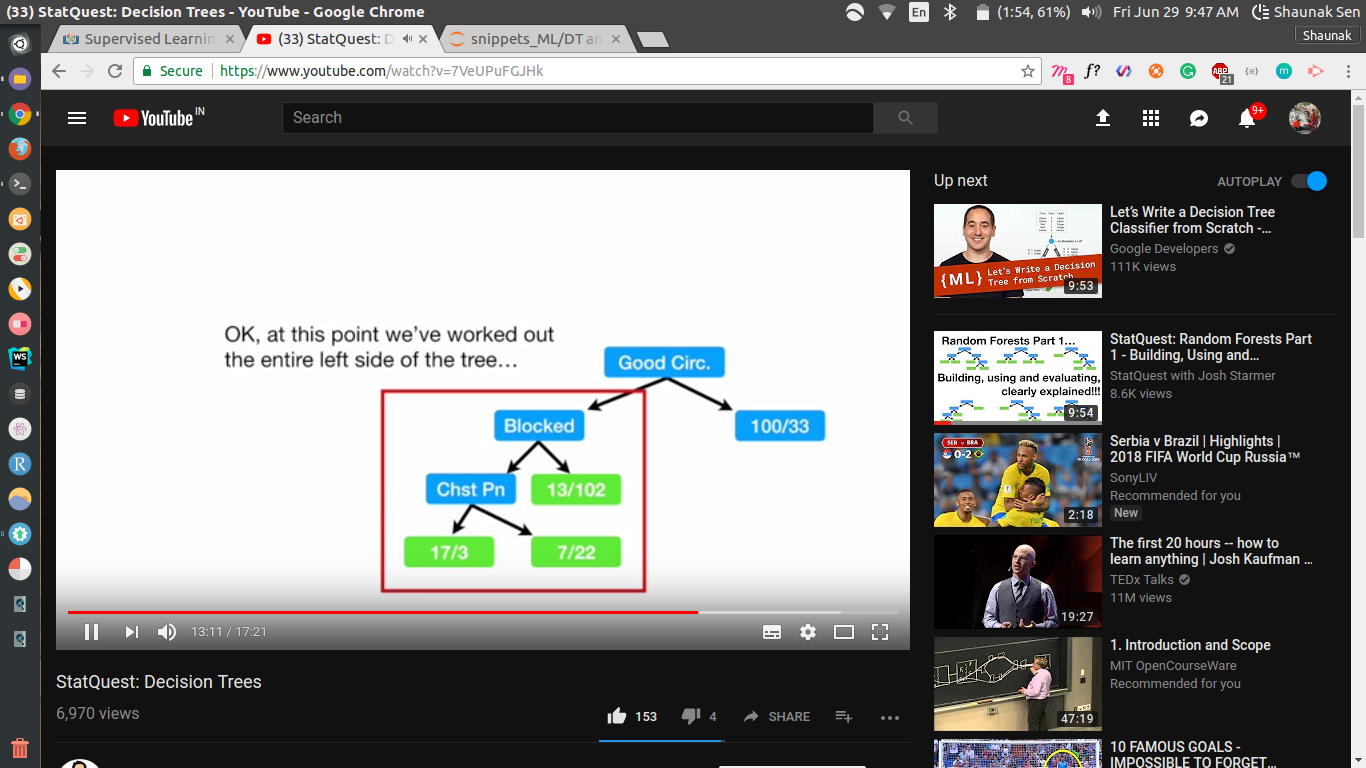 (33) StatQuest: Decision Trees - YouTube - Google Chrome
En
(1:54, 61%)
Fri Jun 29 9:47 AM
Shaunak Sen
Supervised Learnin
(33) StatQuest: D
snippets_ML/DT an
Shaunak
Secure
https://www.youtube.com/watch?v=7VeUPuFGJHk
8
f?
ABP
21
m
YouTube IN
Search
9+
OK, at this point we've worked out
the entire left side of the tree…
Good Circ.
Blocked
100/33
Chst Pn
13/102
17/3
7/22
13:11 / 17:21
StatQuest: Decision Trees
6,970 views
153
4
SHARE
Up next
AUTOPLAY
{ML} Let's Write a Decision
Tree from Scratch
9:53
Let's Write a Decision Tree
Classifier from Scratch -…
Google Developers
111K views
Random Forests Part 1…
Building, using and evaluating,
clearly explained!!!
9:54
StatQuest: Random Forests Part
1 - Building, Using and…
StatQuest with Josh Starmer
8.6K views
SER v BRA
0-2
2:18
Serbia v Brazil | Highlights |
2018 FIFA World Cup Russia™
SonyLIV
Recommended for you
New
19:27
The first 20 hours -- how to
learn anything | Josh Kaufman …
TEDx Talks
11M views
47:19
1. Introduction and Scope
MIT OpenCourseWare
Recommended for you
10 FAMOUS GOALS -
IMPOSSIBLE TO FORGET…
WS
R